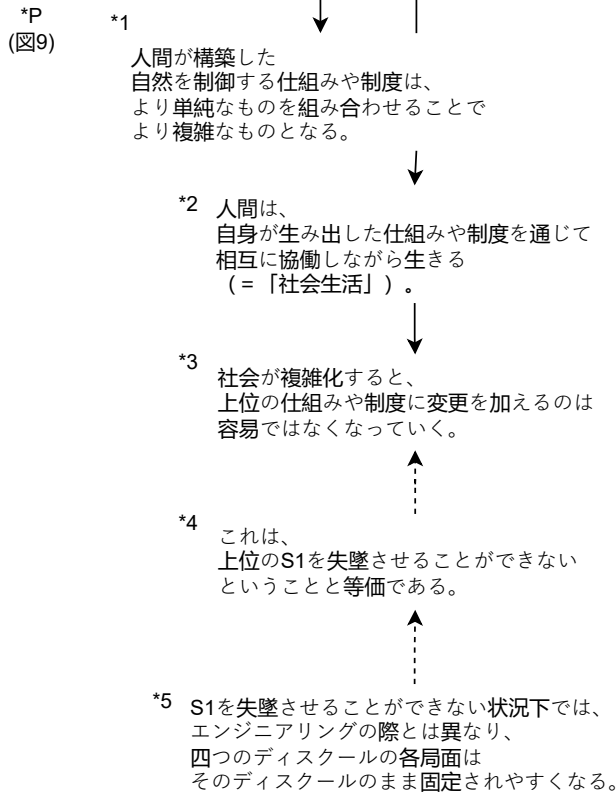 *P
(図9)
*1
人間が構築した
自然を制御する仕組みや制度は、
より単純なものを組み合わせることで
より複雑なものとなる。
*2 人間は、
自身が生み出した仕組みや制度を通じて
相互に協働しながら生きる
（=「社会生活」）。
*3
社会が複雑化すると、
上位の仕組みや制度に変更を加えるのは
容易ではなくなっていく。
*4
これは、
上位のS1を失墜させることができない
ということと等価である。
*5 S1を失墜させることができない状況下では、
エンジニアリングの際とは異なり、
四つのディスクールの各局面は
そのディスクールのまま固定されやすくなる。